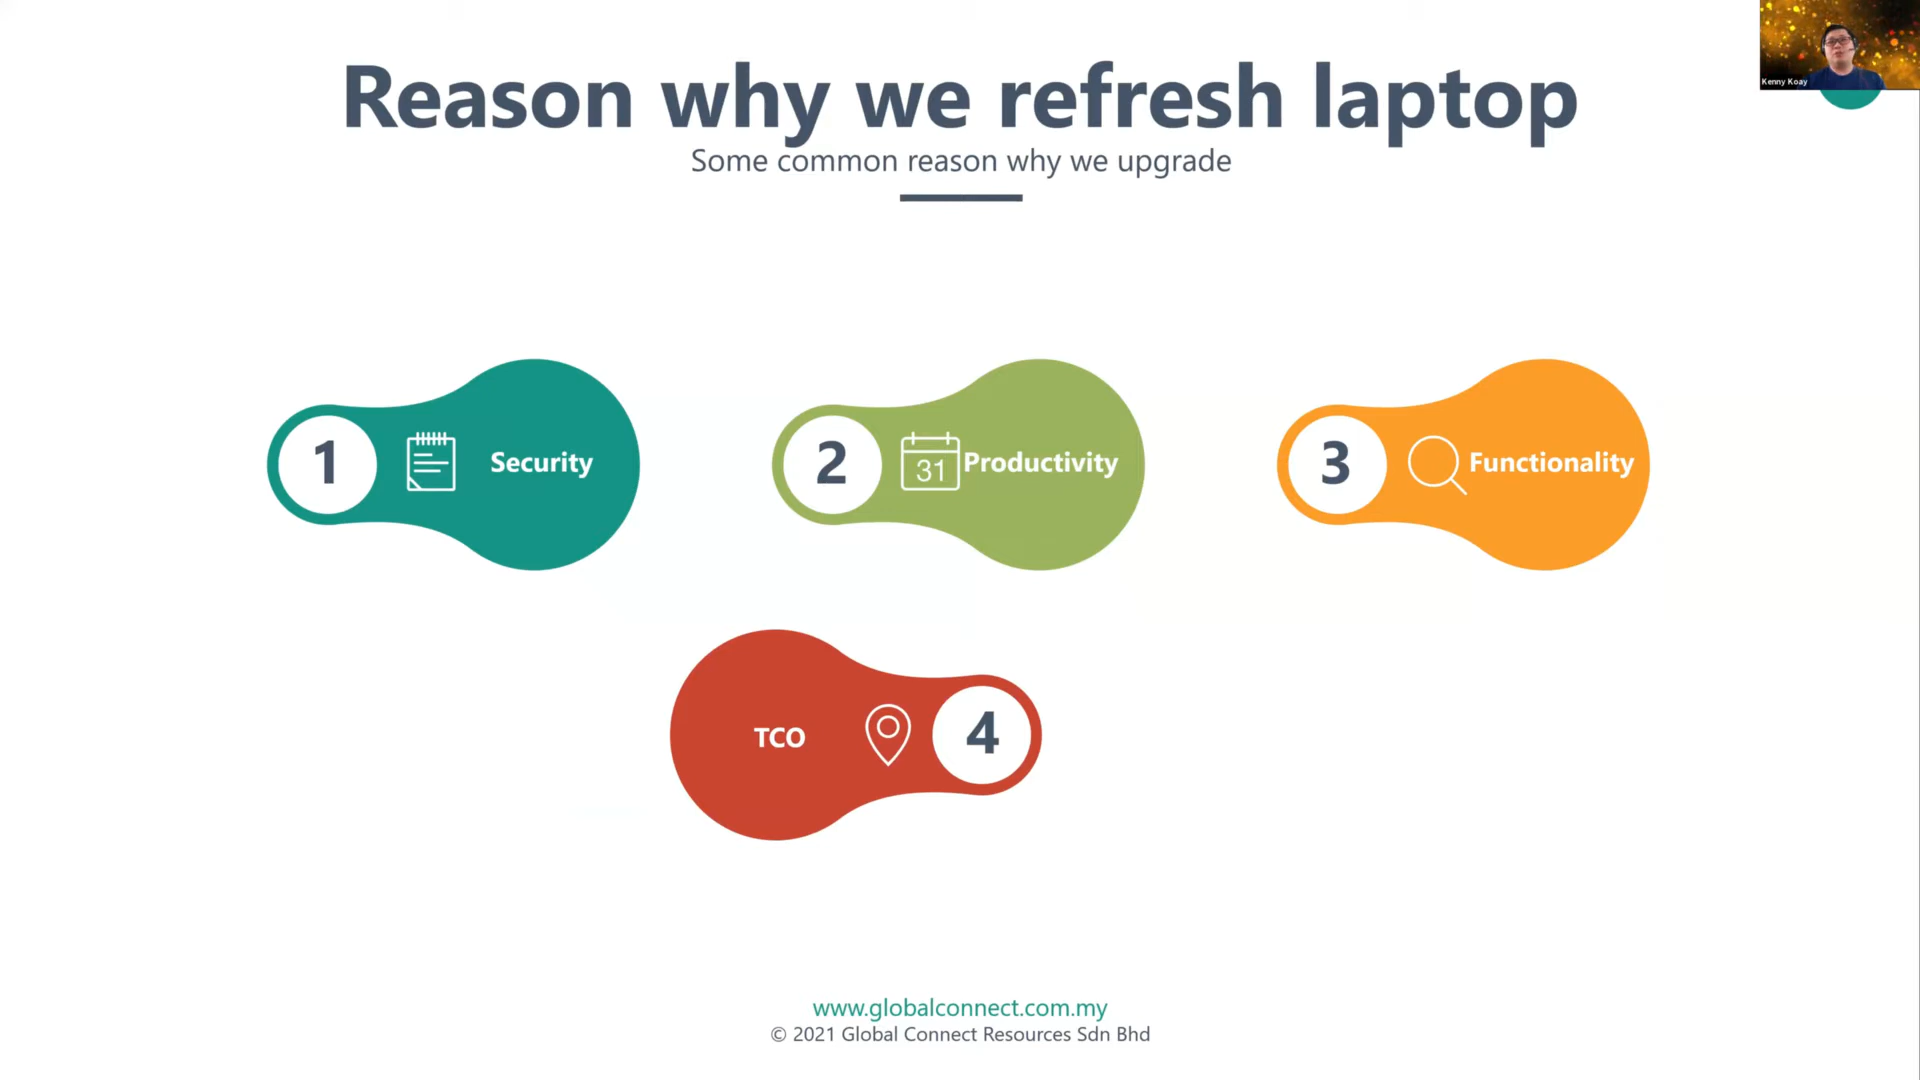 Reason why we refresh laptop
Some common reason why we upgrade
Kenny Koay
1
Security
2
31
Productivity
3
Functionality
TCO
4
www.globalconnect.com.my
© 2021 Global Connect Resources Sdn Bhd